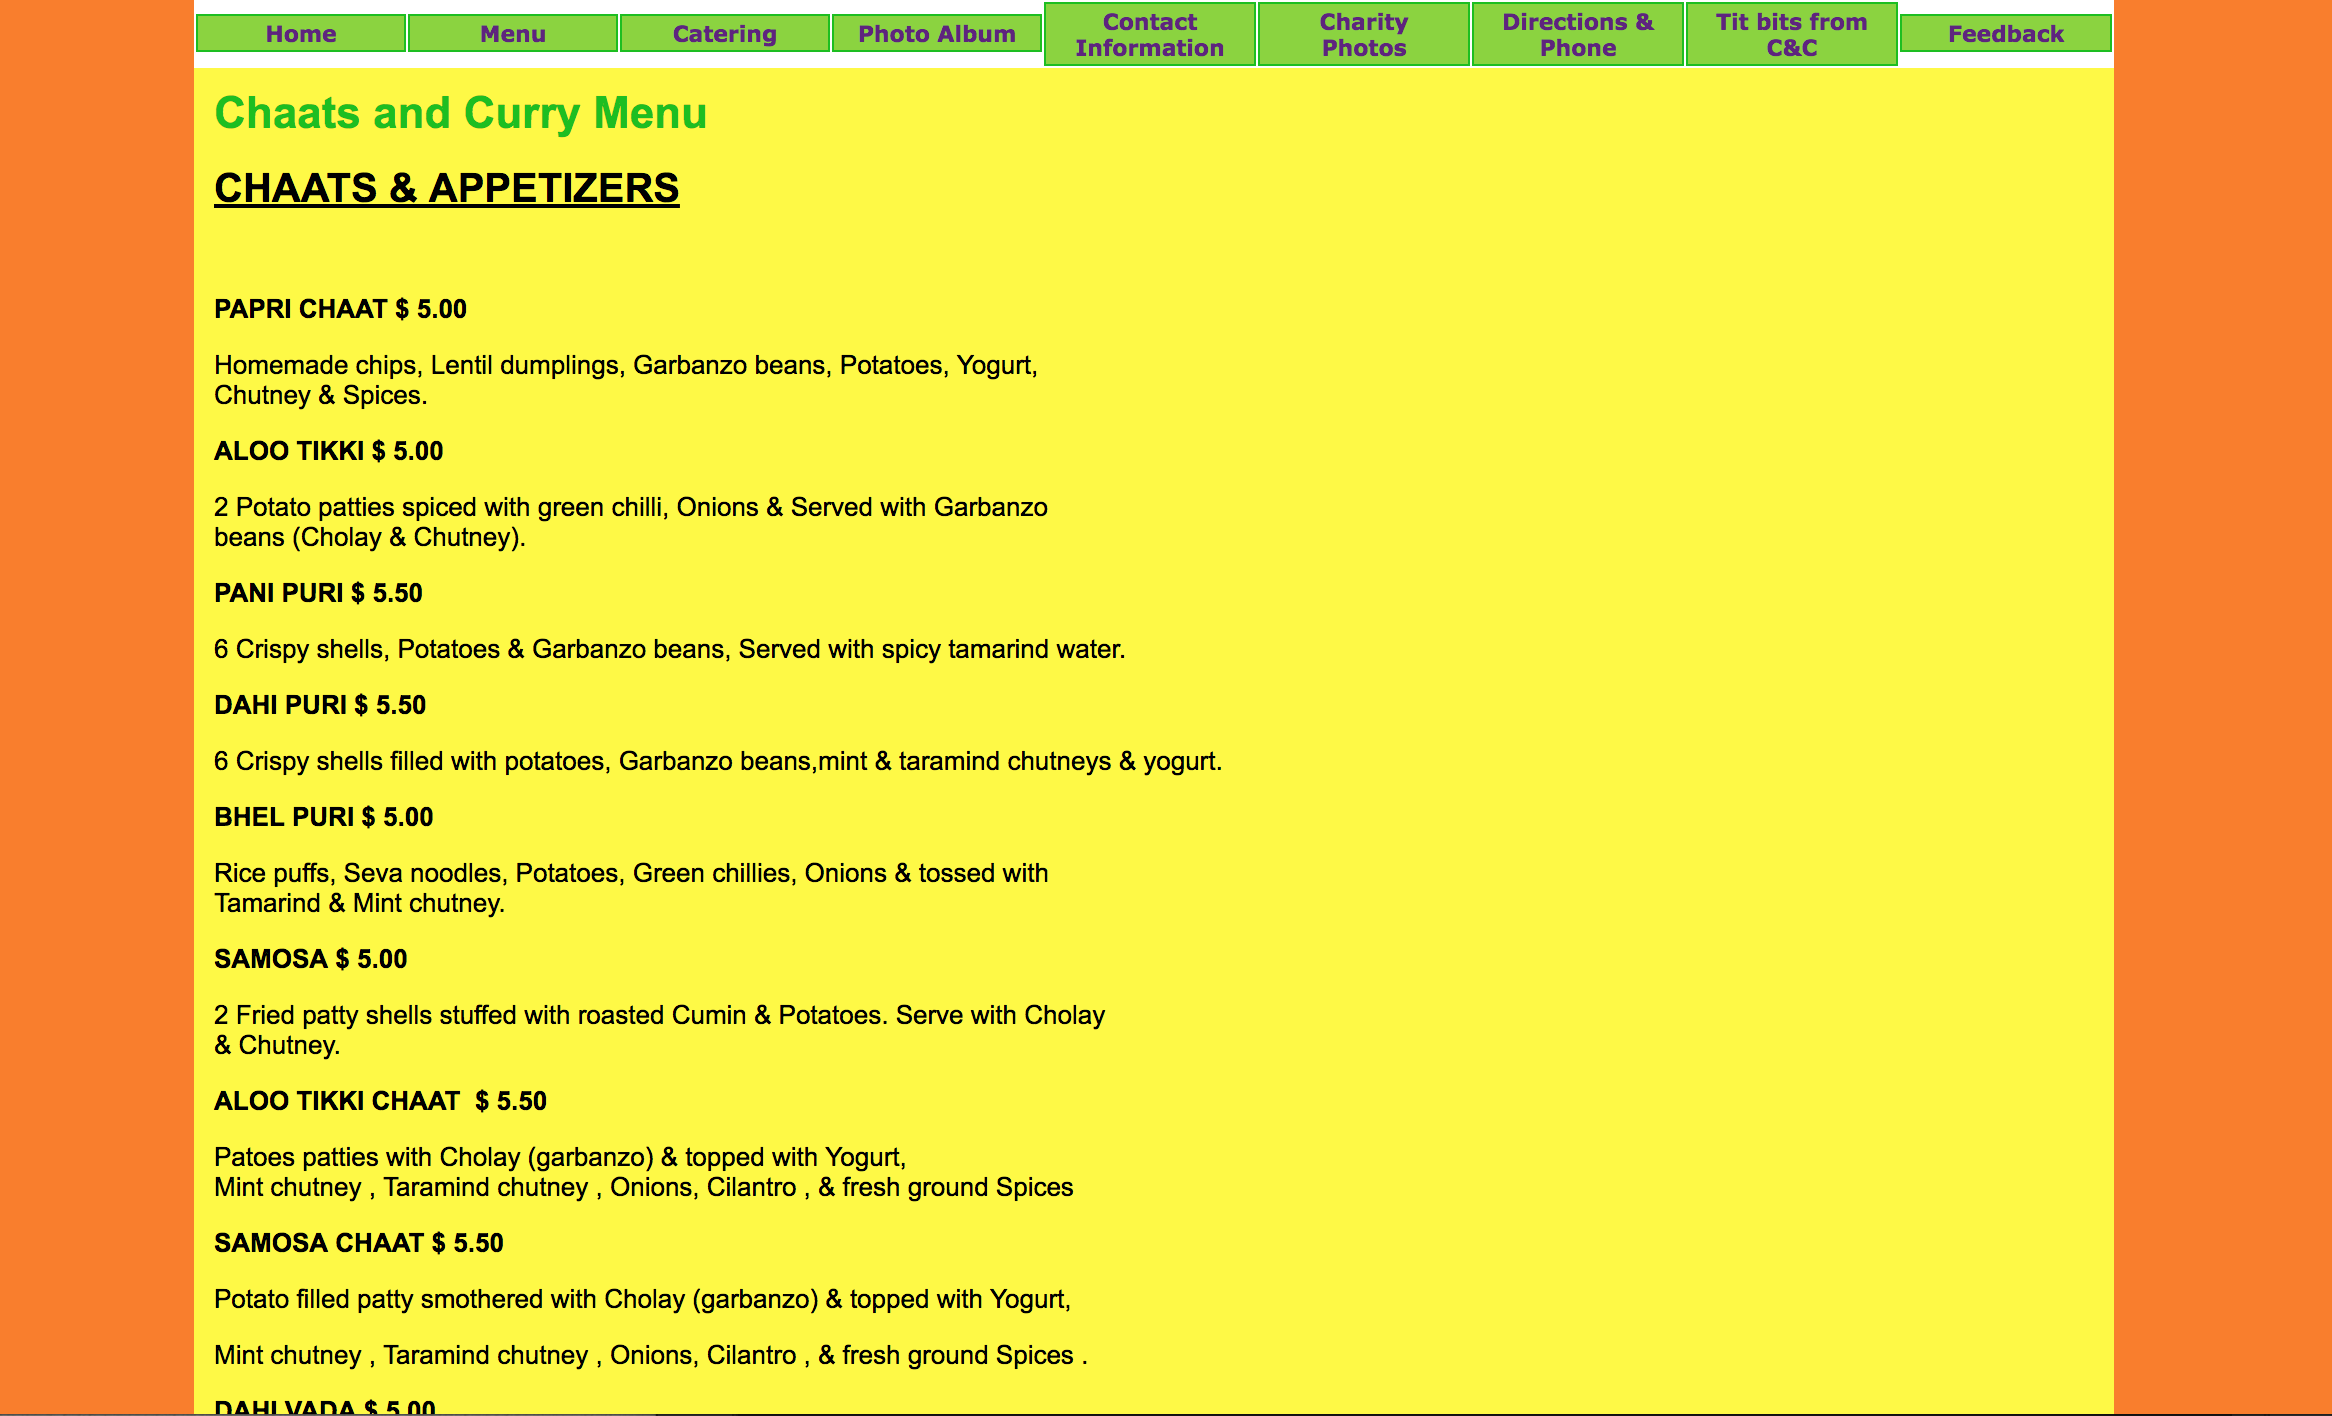 Home
Menu
Catering
Photo Album
Contact
Information
Charity
Photos
Directions &
Phone
Tit bits from
C&C
Feedback
Chaats and Curry Menu
CHAATS & APPETIZERS
PAPRI CHAAT $ 5.00
Homemade chips, Lentil dumplings, Garbanzo beans, Potatoes, Yogurt,
Chutney & Spices.
ALOO TIKKI $ 5.00
2 Potato patties spiced with green chilli, Onions & Served with Garbanzo
beans (Cholay & Chutney).
PANI PURI $ 5.50
6 Crispy shells, Potatoes & Garbanzo beans, Served with spicy tamarind water.
DAHI PURI $ 5.50
6 Crispy shells filled with potatoes, Garbanzo beans,mint & taramind chutneys & yogurt.
BHEL PURI $ 5.00
Rice puffs, Seva noodles, Potatoes, Green chillies, Onions & tossed with
Tamarind & Mint chutney.
SAMOSA $ 5.00
2 Fried patty shells stuffed with roasted Cumin & Potatoes. Serve with Cholay
& Chutney.
ALOO TIKKI CHAAT  $ 5.50
Patoes patties with Cholay (garbanzo) & topped with Yogurt,
Mint chutney , Taramind chutney , Onions, Cilantro , & fresh ground Spices
SAMOSA CHAAT $ 5.50
Potato filled patty smothered with Cholay (garbanzo) & topped with Yogurt,
Mint chutney , Taramind chutney , Onions, Cilantro , & fresh ground Spices .
DAHI VADA $ 5.00